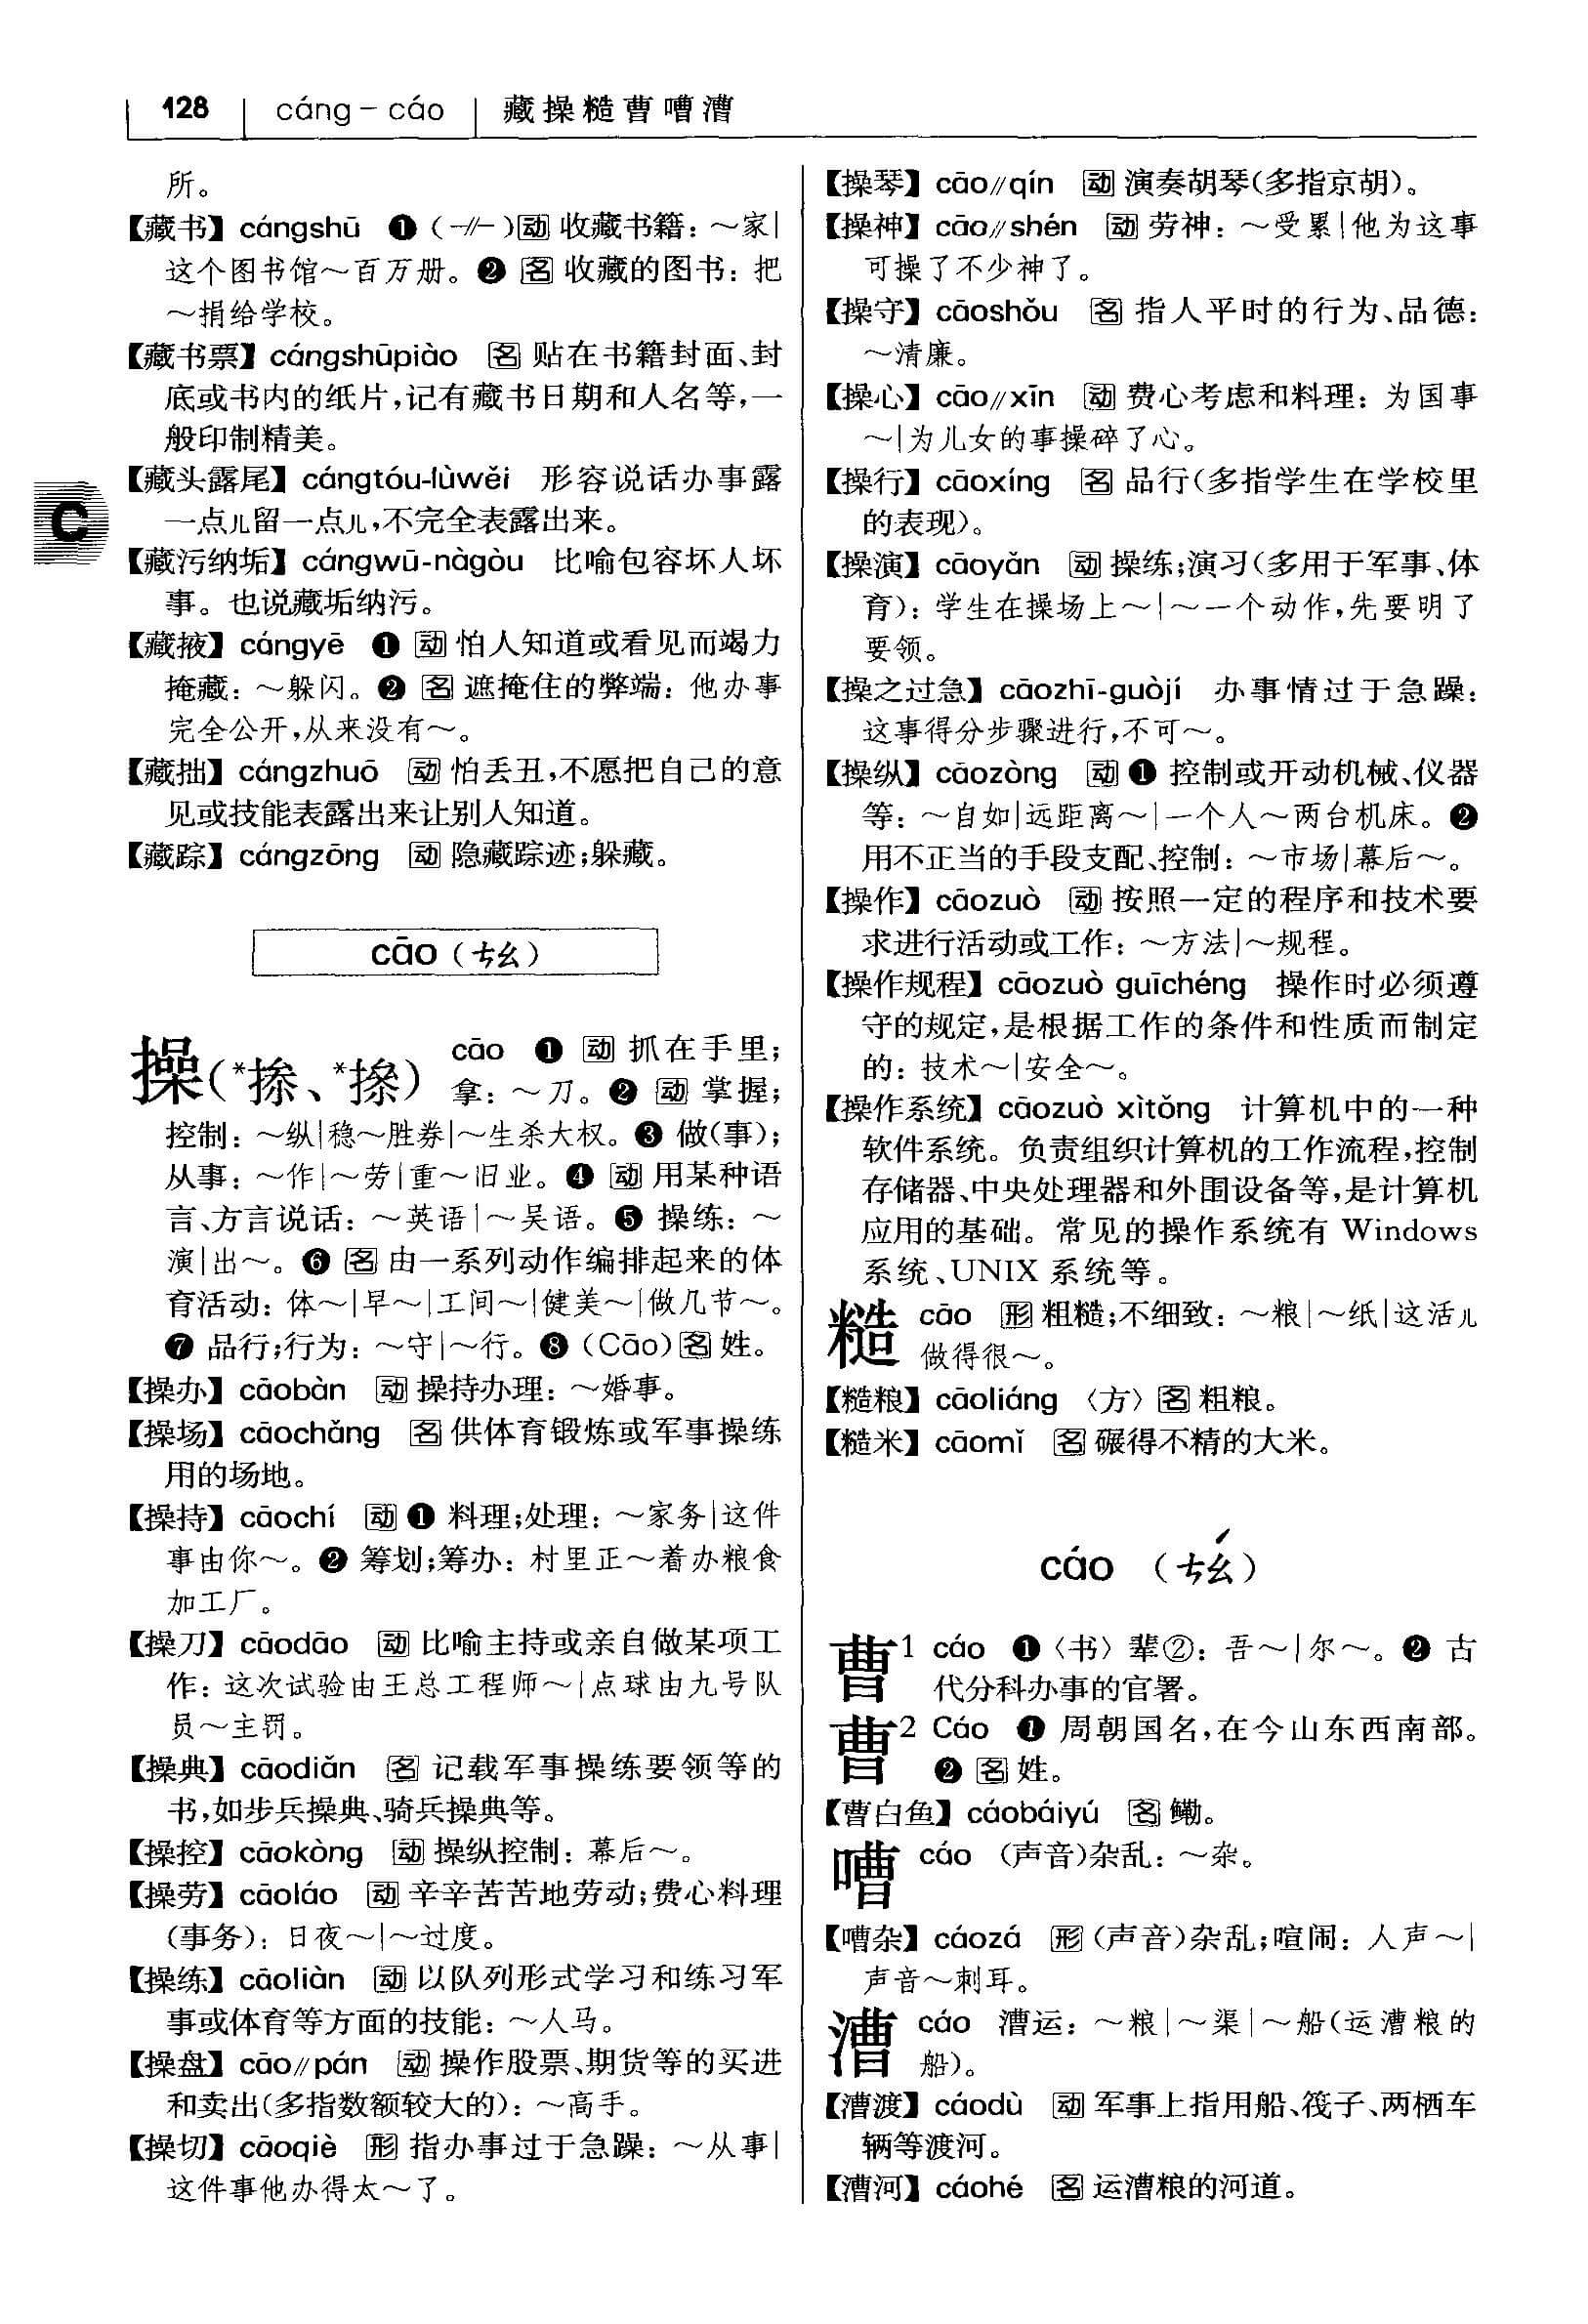 128 cáng－cáo 藏操糙曹嘈漕
所。
【藏书】cángshū ❶（-//-）动 收藏书籍：～家|
这个图书馆～百万册。❷ 名 收藏的图书：把
～捐给学校。
【藏书票】cángshūpiào 名 贴在书籍封面、封
底或书内的纸片，记有藏书日期和人名等，一
般印制精美。
【藏头露尾】cángtóu-lùwěi 形容说话办事露
一点儿留一点儿，不完全表露出来。
C
【藏污纳垢】cángwū-nàgòu 比喻包容坏人坏
事。也说藏垢纳污。
【藏掖】cángyē ❶ 动 怕人知道或看见而竭力
掩藏：～躲闪。❷ 名 遮掩住的弊端：他办事
完全公开，从来没有～。
【藏拙】cángzhuō 动 怕丢丑，不愿把自己的意
见或技能表露出来让别人知道。
【藏踪】cángzōng 动 隐藏踪迹；躲藏。
cāo（ㄘㄠ）
操（*捺、*撡） cāo ❶ 动 抓在手里；
拿：～刀。❷ 动 掌握；
控制：～纵|稳～胜券|～生杀大权。❸ 做(事)；
从事：～作|～劳|重～旧业。❹ 动 用某种语
言、方言说话：～英语|～吴语。❺ 操练：～
演|出～。❻ 名 由一系列动作编排起来的体
育活动：体～|早～|工间～|健美～|做几节～。
❼ 品行；行为：～守|～行。❽（Cāo）名 姓。
【操办】cāobàn 动 操持办理：～婚事。
【操场】cāochǎng 名 供体育锻炼或军事操练
用的场地。
【操持】cāochí 动 ❶ 料理；处理：～家务|这件
事由你～。❷ 筹划；筹办：村里正～着办粮食
加工厂。
【操刀】cāodāo 动 比喻主持或亲自做某项工
作：这次试验由王总工程师～|点球由九号队
员～主罚。
【操典】cāodiǎn 名 记载军事操练要领等的
书，如步兵操典、骑兵操典等。
【操控】cāokòng 动 操纵控制：幕后～。
【操劳】cāoláo 动 辛辛苦苦地劳动；费心料理
（事务）：日夜～|～过度。
【操练】cāoliàn 动 以队列形式学习和练习军
事或体育等方面的技能：～人马。
【操盘】cāo//pán 动 操作股票、期货等的买进
和卖出（多指数额较大的）：～高手。
【操切】cāoqiè 形 指办事过于急躁：～从事|
这件事他办得太～了。
【操琴】cāo//qín 动 演奏胡琴（多指京胡）。
【操神】cāo//shén 动 劳神：～受累|他为这事
可操了不少神了。
【操守】cāoshǒu 名 指人平时的行为、品德：
～清廉。
【操心】cāo//xīn 动 费心考虑和料理：为国事
～|为儿女的事操碎了心。
【操行】cāoxíng 名 品行（多指学生在学校里
的表现）。
【操演】cāoyǎn 动 操练；演习（多用于军事、体
育）：学生在操场上～|～一个动作，先要明了
要领。
【操之过急】cāozhī-guòjí 办事情过于急躁：
这事得分步骤进行，不可～。
【操纵】cāozòng 动 ❶ 控制或开动机械、仪器
等：～自如|远距离～|一个人～两台机床。❷
用不正当的手段支配、控制：～市场|幕后～。
【操作】cāozuò 动 按照一定的程序和技术要
求进行活动或工作：～方法|～规程。
【操作规程】cāozuò guīchéng 操作时必须遵
守的规定，是根据工作的条件和性质而制定
的：技术～|安全～。
【操作系统】cāozuò xìtǒng 计算机中的一种
软件系统。负责组织计算机的工作流程，控制
存储器、中央处理器和外围设备等，是计算机
应用的基础。常见的操作系统有 Windows
系统、UNIX 系统等。
糙 cāo 形 粗糙；不细致：～粮|～纸|这活儿
做得很～。
【糙粮】cāoliáng 〈方〉名 粗粮。
【糙米】cāomǐ 名 碾得不精的大米。
cáo （ㄘㄠˊ）
曹1 cáo ❶〈书〉辈②：吾～|尔～。❷ 古
代分科办事的官署。
曹2 Cáo ❶ 周朝国名，在今山东西南部。
❷ 名 姓。
【曹白鱼】cáobáiyú 名 鳓。
嘈 cáo （声音）杂乱：～杂。
【嘈杂】cáozá 形（声音）杂乱；喧闹：人声～|
声音～刺耳。
漕 cáo 漕运：～粮|～渠|～船（运漕粮的
船）。
【漕渡】cáodù 动 军事上指用船、筏子、两栖车
辆等渡河。
【漕河】cáohé 名 运漕粮的河道。